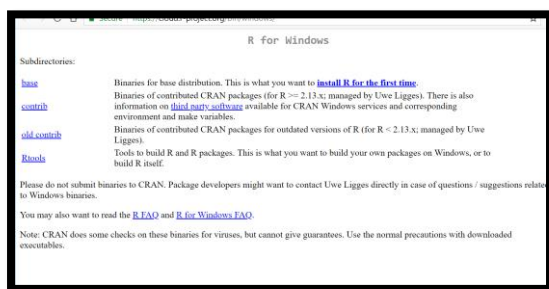 R for Windows
Subdirectories:
base Binaries for base distribution. This is what you want to install R for the first time.
contrib Binaries of contributed CRAN packages (for R >= 2.13.x; managed by Uwe Ligges). There is also
information on third party software available for CRAN Windows services and corresponding
environment and make variables.
old contrib Binaries of contributed CRAN packages for outdated versions of R (for R < 2.13.x; managed by Uwe
Ligges).
Rtools Tools to build R and R packages. This is what you want to build your own packages on Windows, or to
build R itself.
Please do not submit binaries to CRAN. Package developers might want to contact Uwe Ligges directly in case of questions / suggestions relate
to Windows binaries.
You may also want to read the R FAQ and R for Windows FAQ.
Note: CRAN does some checks on these binaries for viruses, but cannot give guarantees. Use the normal precautions with downloaded
executables.